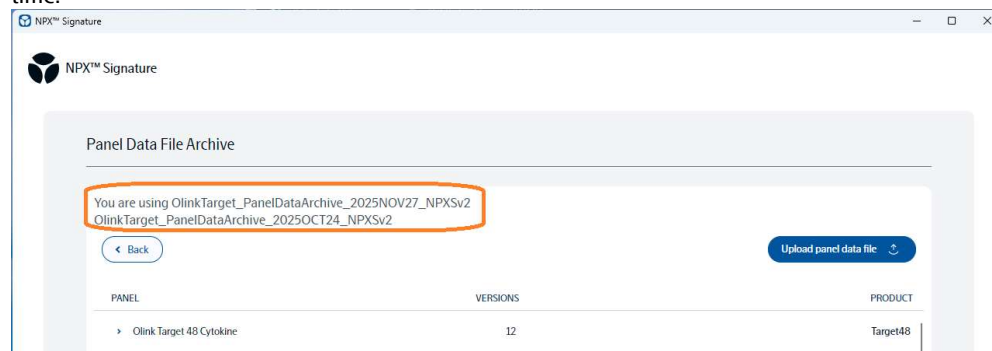 time.
NPX™ Signature
NPX™ Signature
Panel Data File Archive
You are using OlinkTarget_PanelDataArchive_2025NOV27_NPXSv2
OlinkTarget_PanelDataArchive_2025OCT24_NPXSv2
Back
Upload panel data file
PANEL VERSIONS PRODUCT
Olink Target 48 Cytokine 12 Target48